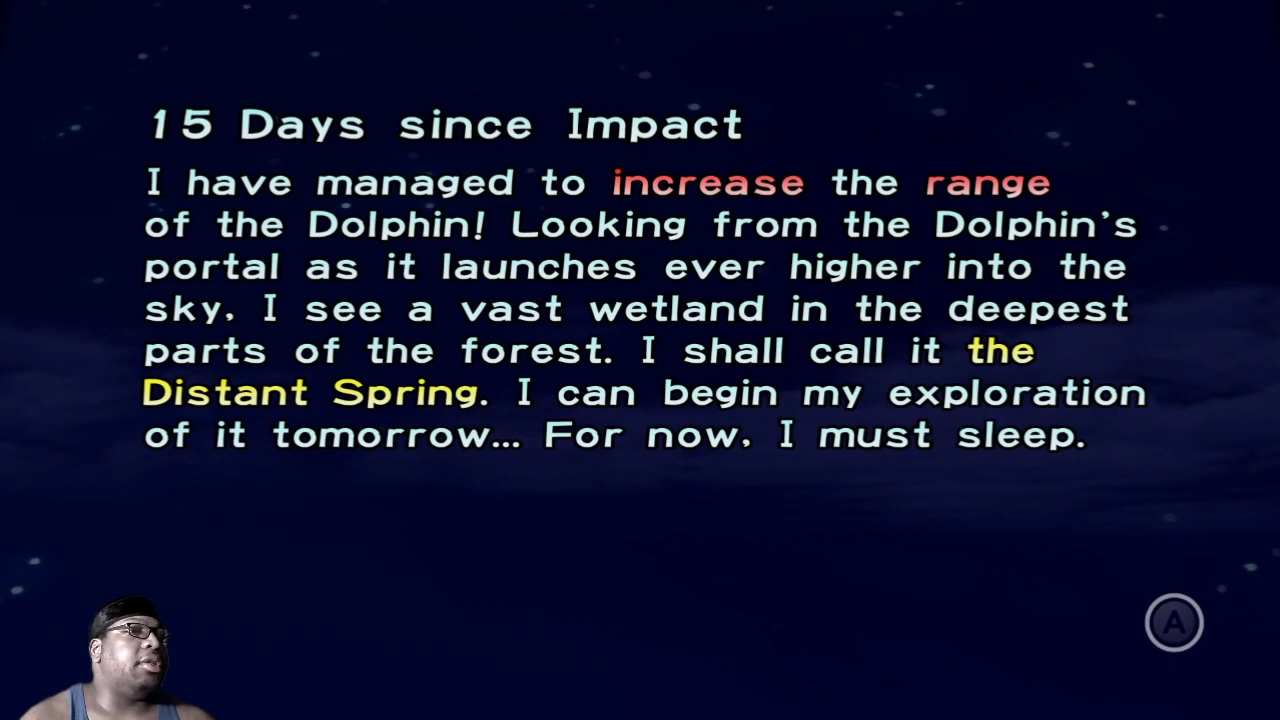 15 Days since Impact
I have managed to increase the range
of the Dolphin! Looking from the Dolphin's
portal as it launches ever higher into the
sky, I see a vast wetland in the deepest
parts of the forest. I shall call it the
Distant Spring. I can begin my exploration
of it tomorrow... For now, I must sleep.
A